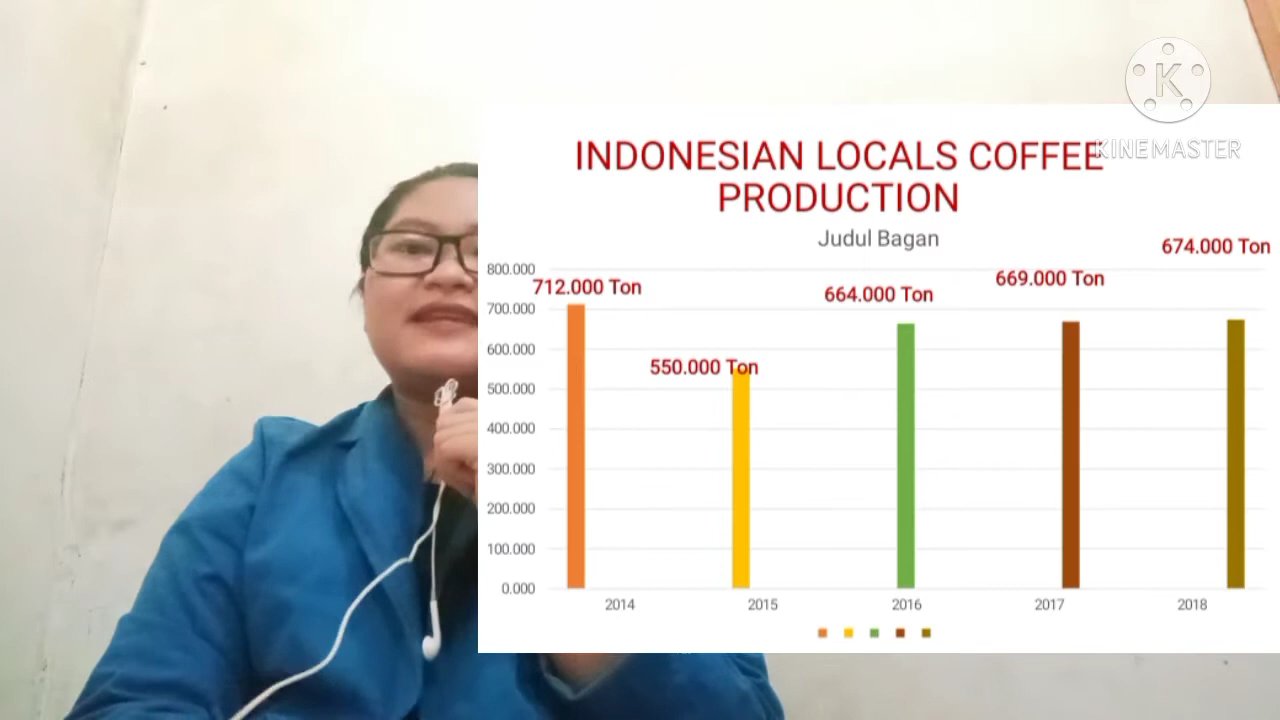 K
KINEMASTER
INDONESIAN LOCALS COFFEE
PRODUCTION
Judul Bagan
674.000 Ton
800.000
712.000 Ton
669.000 Ton
664.000 Ton
700.000
600.000
550.000 Ton
500.000
400.000
300.000
200.000
100.000
0.000
2014 2015 2016 2017 2018